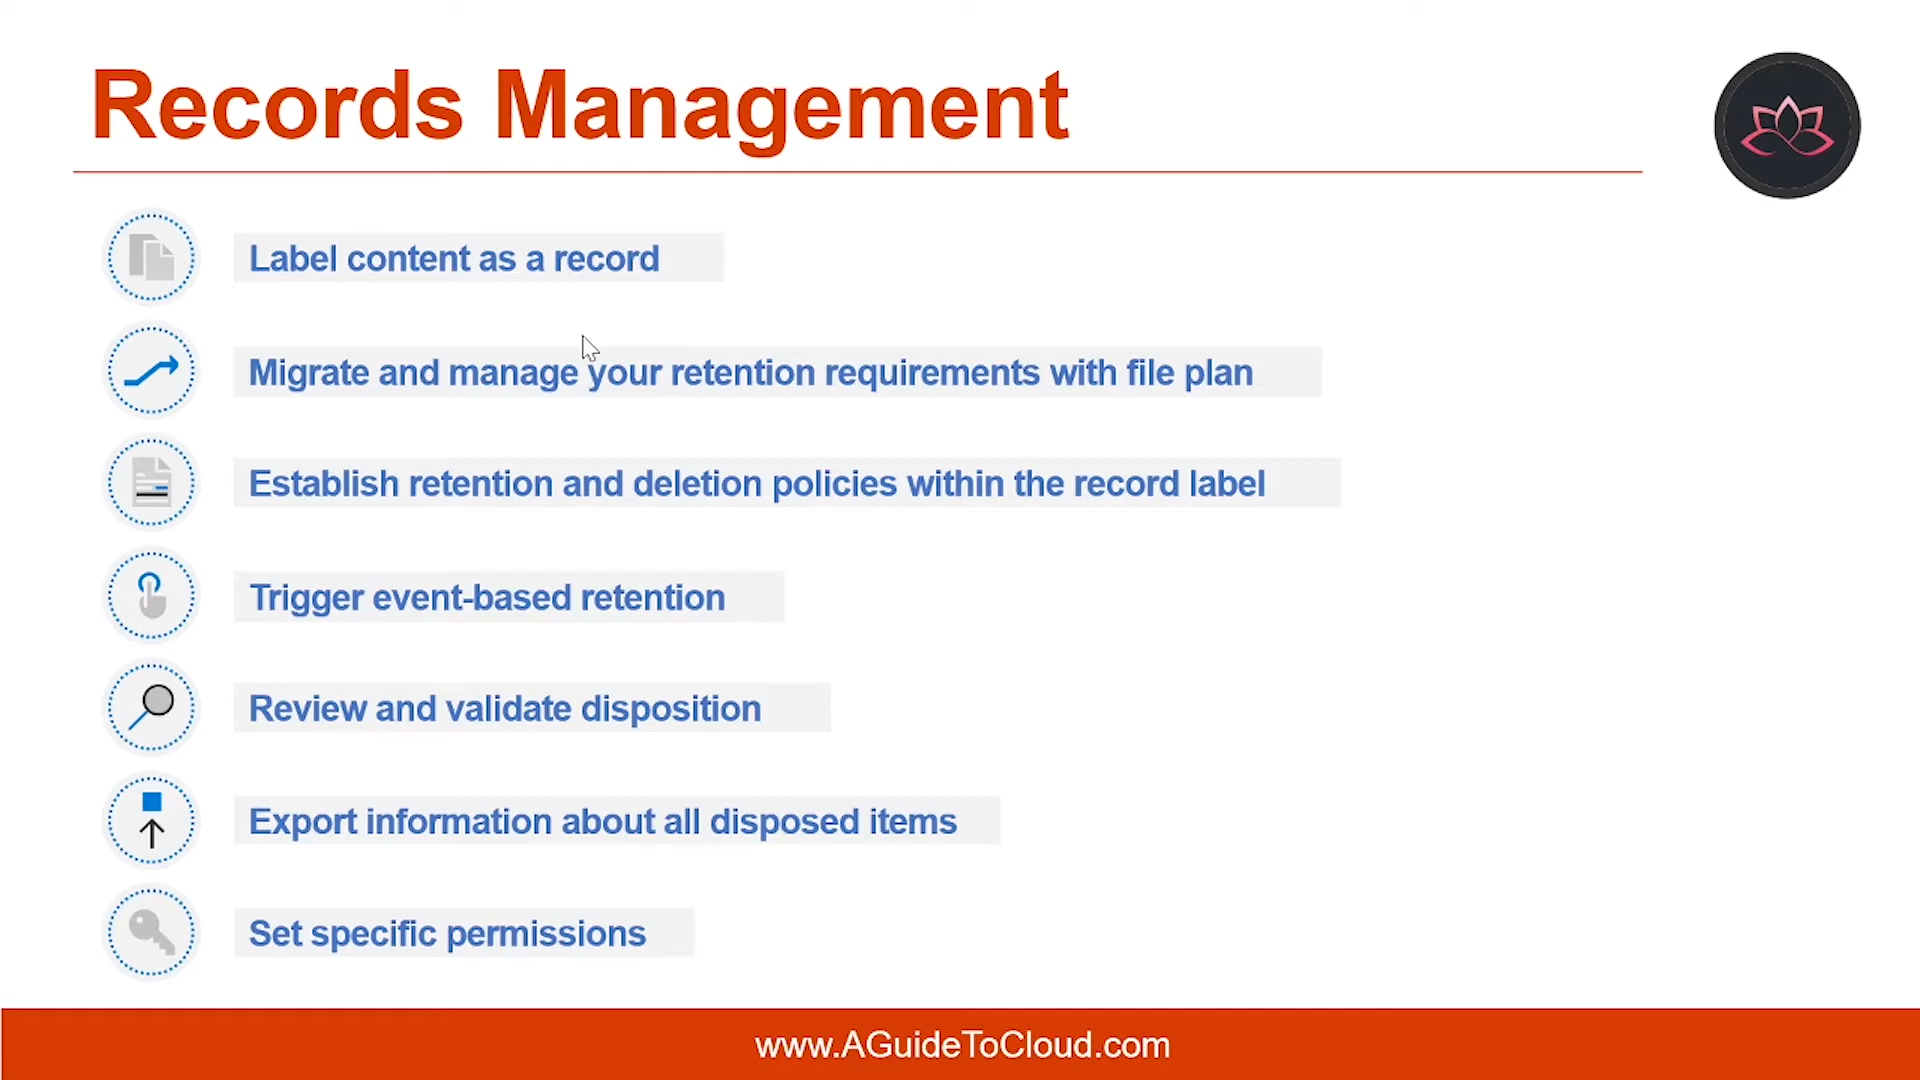 Records Management
Label content as a record
Migrate and manage your retention requirements with file plan
Establish retention and deletion policies within the record label
Trigger event-based retention
Review and validate disposition
Export information about all disposed items
Set specific permissions
www.AGuideToCloud.com